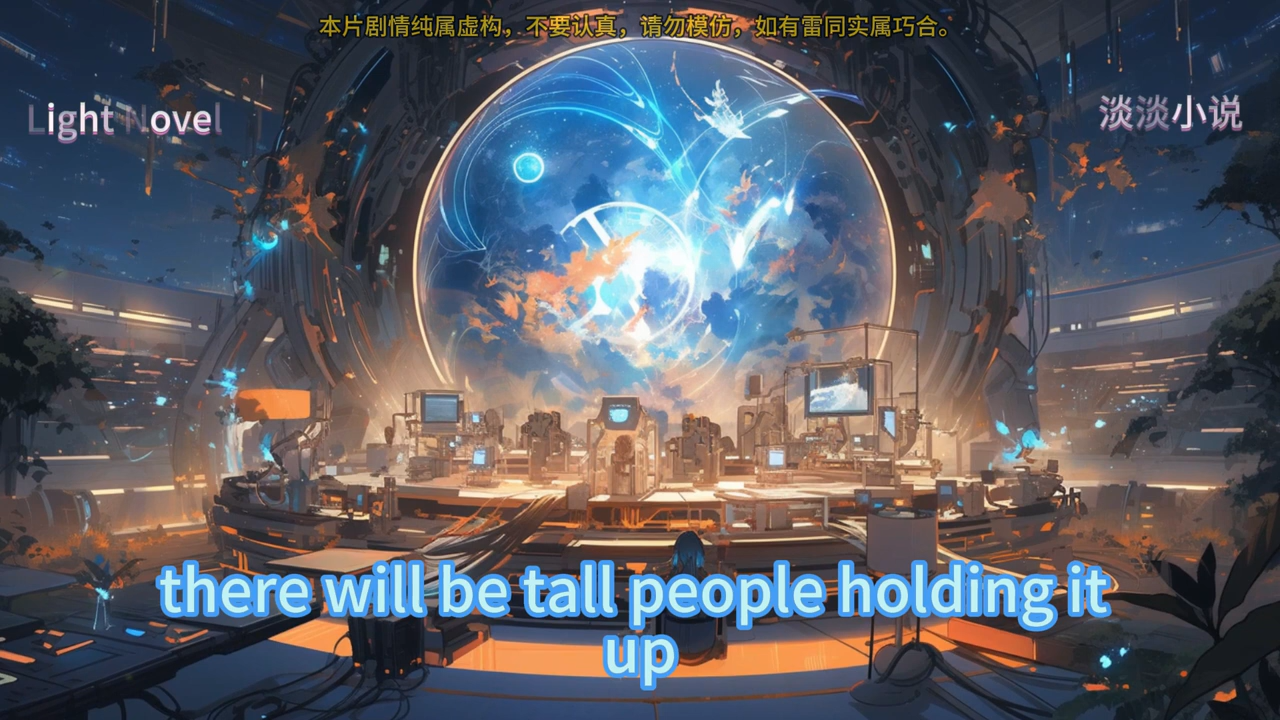 本片剧情纯属虚构，不要认真，请勿模仿，如有雷同实属巧合。
Light Novel
淡淡小说
there will be tall people holding it
up